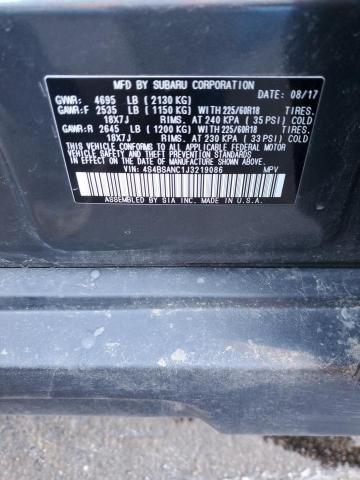 MFD BY SUBARU CORPORATION DATE: 08/17
GVWR: 4695 LB (2130 KG)
GAWR:F 2535 LB (1150 KG) WITH 225/60R18 TIRES.
18X7J RIMS, AT 240 KPA (35 PSI) COLD
GAWR:R 2645 LB (1200 KG) WITH 225/60R18 TIRES.
18X7J RIMS, AT 230 KPA (33 PSI) COLD
THIS VEHICLE CONFORMS TO ALL APPLICABLE FEDERAL MOTOR
VEHICLE SAFETY, BUMPER, AND THEFT PREVENTION STANDARDS
IN EFFECT ON THE DATE OF MANUFACTURE SHOWN ABOVE.
VIN: 4S4BSANC1J3219086 MPV
ASSEMBLED BY SIA INC. MADE IN U.S.A.